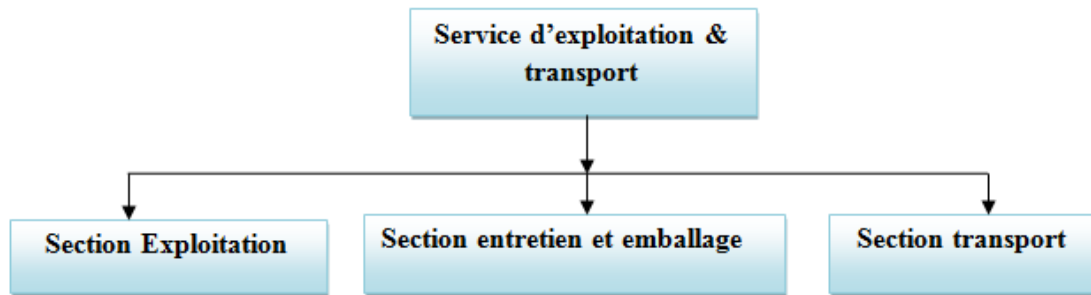 Service d’exploitation &
transport
Section Exploitation
Section entretien et emballage
Section transport